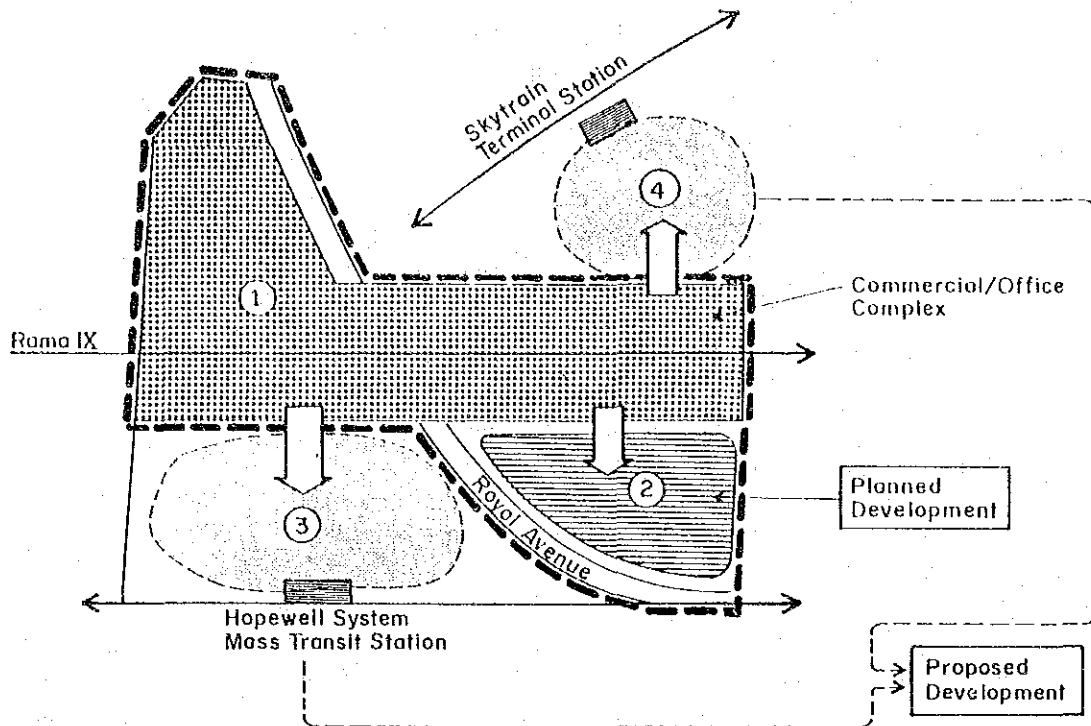 Skytrain
Terminal Station
4
1
Commercial/Office
Complex
Rama IX
Royal Avenue
2
Planned
Development
3
Hopewell System
Mass Transit Station
Proposed
Development